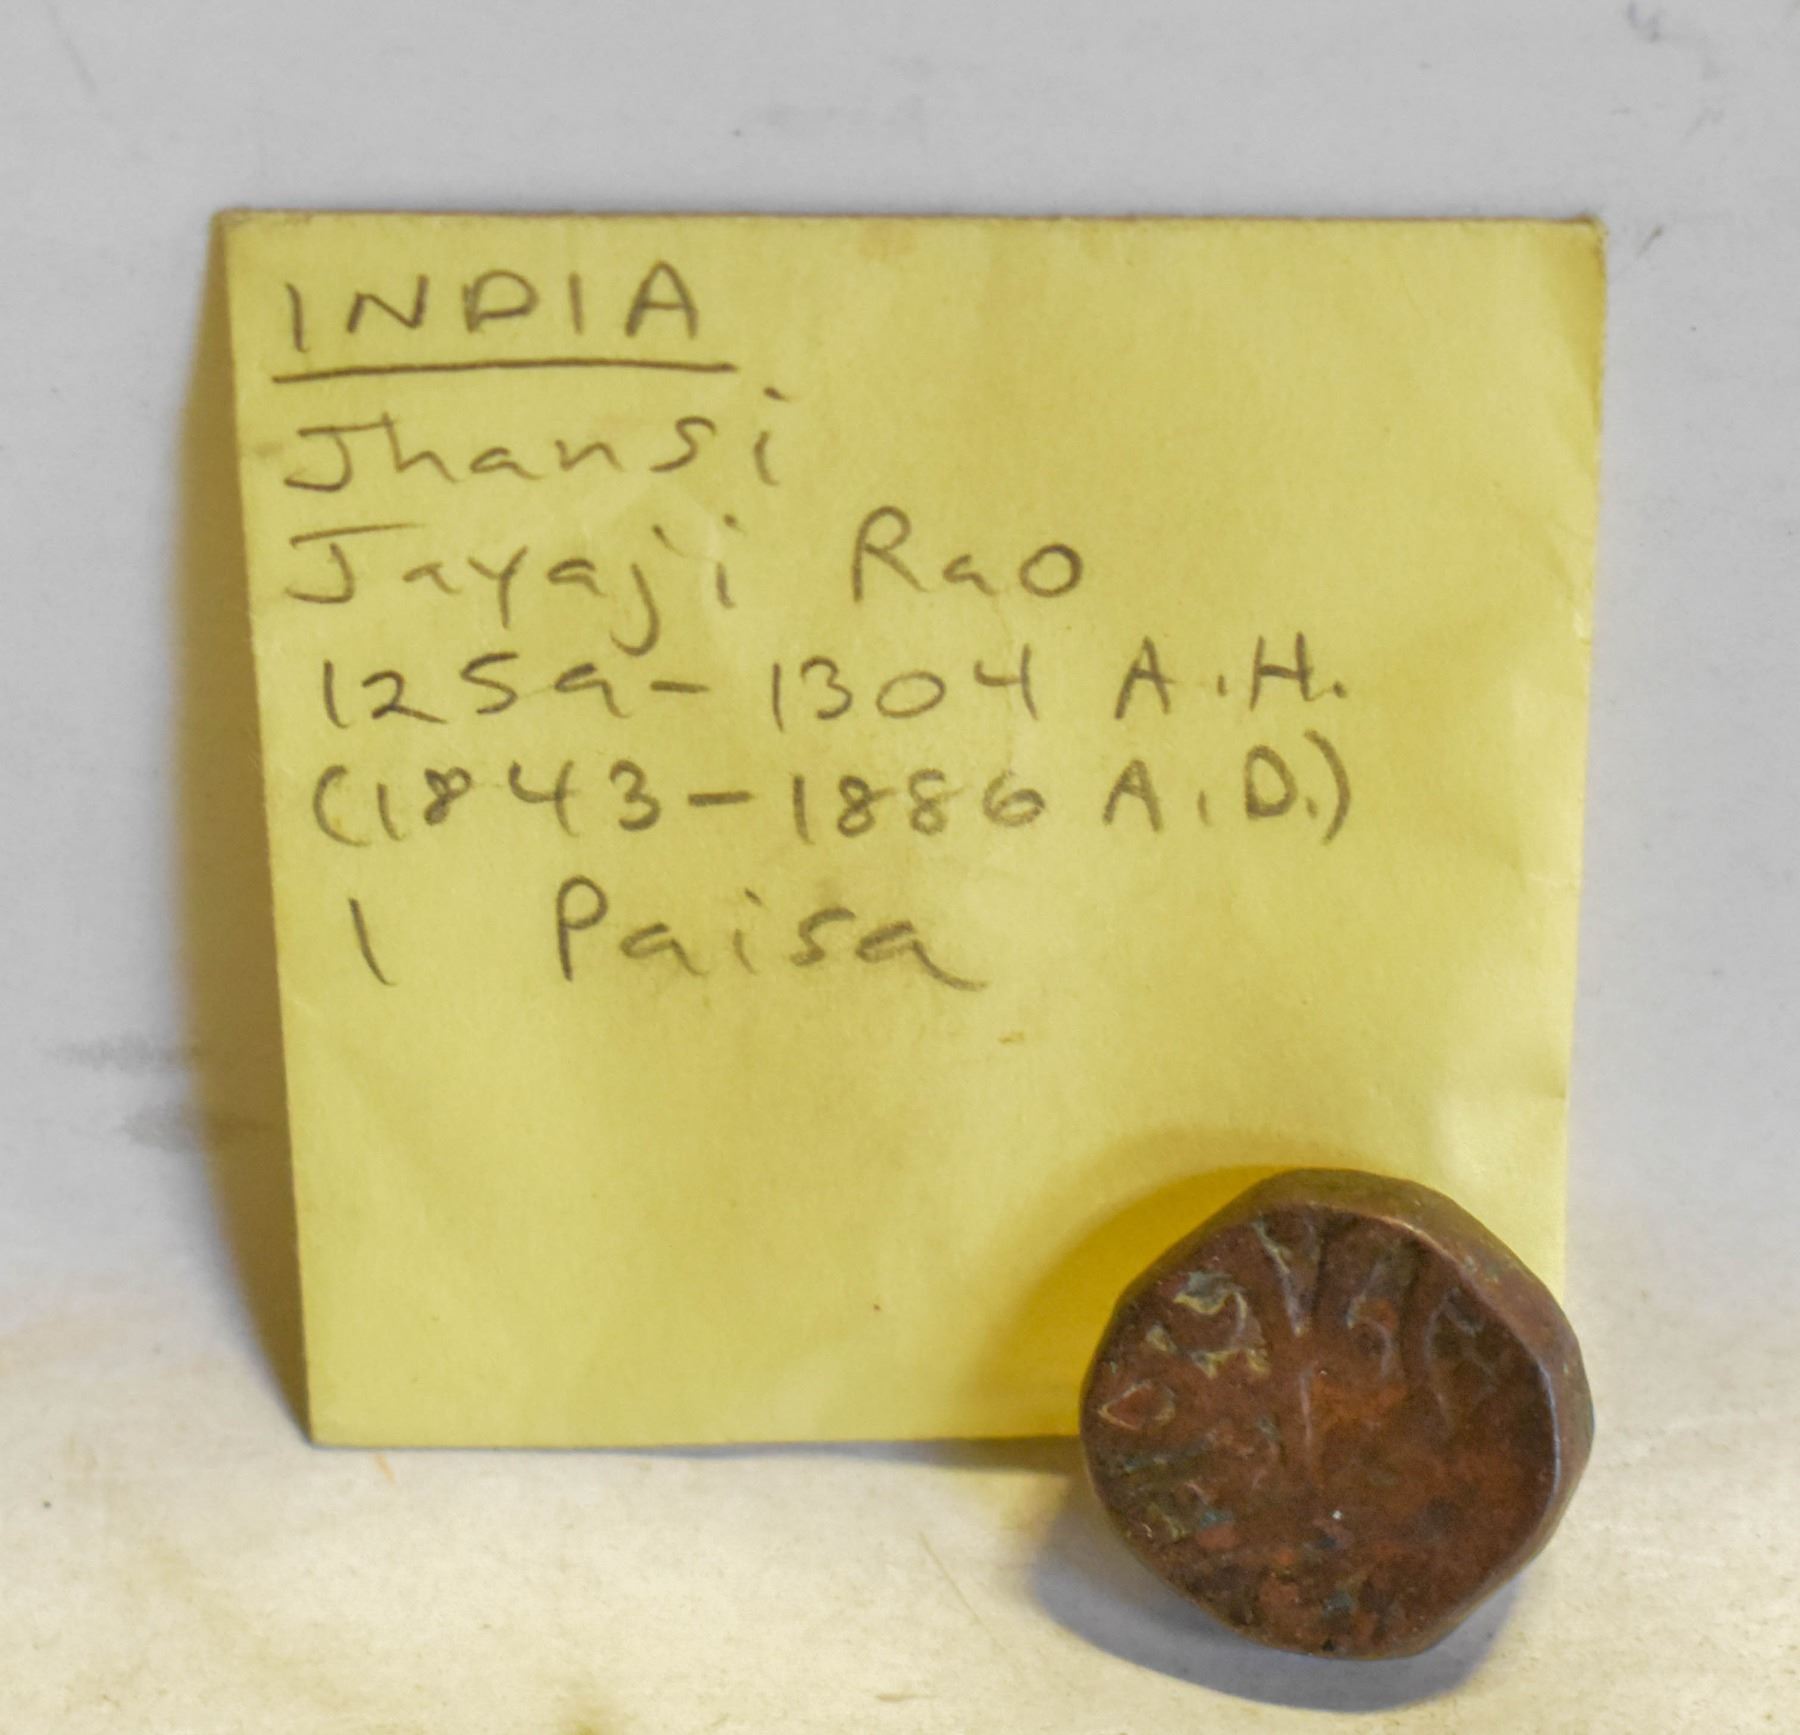 INDIA
Jhansi
Jayaji Rao
1259-1304 A.H.
(1843-1886 A.D.)
1 Paisa